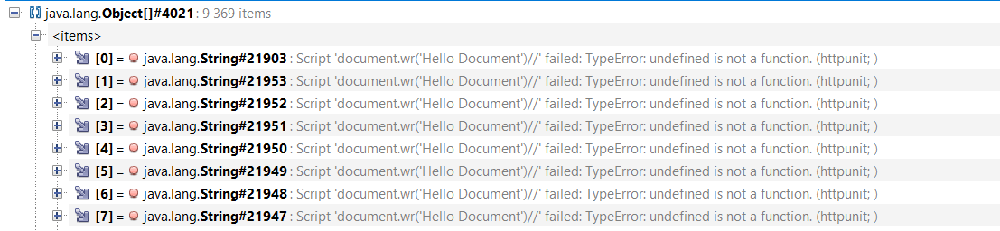 java.lang.Object[]#4021 : 9 369 items
<items>
[0] = java.lang.String#21903 : Script 'document.wr('Hello Document')//' failed: TypeError: undefined is not a function. (httpunit; )
[1] = java.lang.String#21953 : Script 'document.wr('Hello Document')//' failed: TypeError: undefined is not a function. (httpunit; )
[2] = java.lang.String#21952 : Script 'document.wr('Hello Document')//' failed: TypeError: undefined is not a function. (httpunit; )
[3] = java.lang.String#21951 : Script 'document.wr('Hello Document')//' failed: TypeError: undefined is not a function. (httpunit; )
[4] = java.lang.String#21950 : Script 'document.wr('Hello Document')//' failed: TypeError: undefined is not a function. (httpunit; )
[5] = java.lang.String#21949 : Script 'document.wr('Hello Document')//' failed: TypeError: undefined is not a function. (httpunit; )
[6] = java.lang.String#21948 : Script 'document.wr('Hello Document')//' failed: TypeError: undefined is not a function. (httpunit; )
[7] = java.lang.String#21947 : Script 'document.wr('Hello Document')//' failed: TypeError: undefined is not a function. (httpunit; )